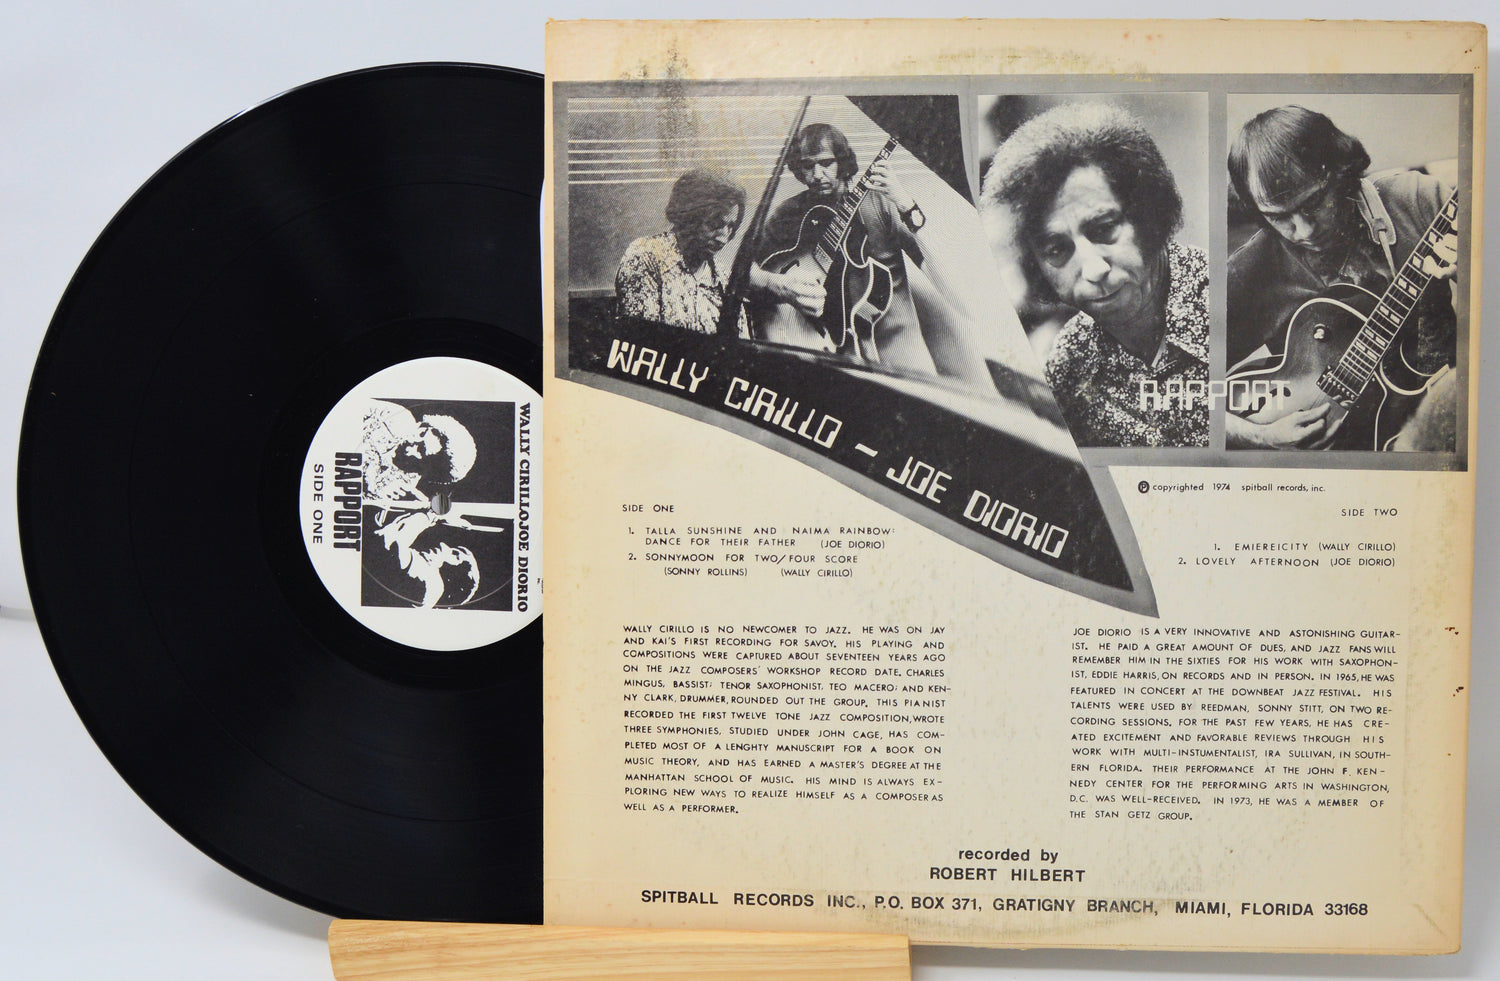 WALLY CIRILLO JOE DIORIO
RAPPORT
SIDE ONE
WALLY CIRILLO - JOE DIORIO
RAPPORT
℗ copyrighted 1974 spitball records, inc.
SIDE ONE
1. TALLA SUNSHINE AND NAIMA RAINBOW:
DANCE FOR THEIR FATHER (JOE DIORIO)
2. SONNYMOON FOR TWO/FOUR SCORE
(SONNY ROLLINS) (WALLY CIRILLO)
SIDE TWO
1. EMIEREICITY (WALLY CIRILLO)
2. LOVELY AFTERNOON (JOE DIORIO)
WALLY CIRILLO IS NO NEWCOMER TO JAZZ. HE WAS ON JAY
AND KAI'S FIRST RECORDING FOR SAVOY. HIS PLAYING AND
COMPOSITIONS WERE CAPTURED ABOUT SEVENTEEN YEARS AGO
ON THE JAZZ COMPOSERS' WORKSHOP RECORD DATE. CHARLES
MINGUS, BASSIST; TENOR SAXOPHONIST, TEO MACERO; AND KEN-
NY CLARK, DRUMMER, ROUNDED OUT THE GROUP. THIS PIANIST
RECORDED THE FIRST TWELVE TONE JAZZ COMPOSITION, WROTE
THREE SYMPHONIES, STUDIED UNDER JOHN CAGE, HAS COM-
PLETED MOST OF A LENGHTY MANUSCRIPT FOR A BOOK ON
MUSIC THEORY, AND HAS EARNED A MASTER'S DEGREE AT THE
MANHATTAN SCHOOL OF MUSIC. HIS MIND IS ALWAYS EX-
PLORING NEW WAYS TO REALIZE HIMSELF AS A COMPOSER AS
WELL AS A PERFORMER.
JOE DIORIO IS A VERY INNOVATIVE AND ASTONISHING GUITAR-
IST. HE PAID A GREAT AMOUNT OF DUES, AND JAZZ FANS WILL
REMEMBER HIM IN THE SIXTIES FOR HIS WORK WITH SAXOPHON-
IST, EDDIE HARRIS, ON RECORDS AND IN PERSON. IN 1965, HE WAS
FEATURED IN CONCERT AT THE DOWNBEAT JAZZ FESTIVAL. HIS
TALENTS WERE USED BY REEDMAN, SONNY STITT, ON TWO RE-
CORDING SESSIONS. FOR THE PAST FEW YEARS, HE HAS CRE-
ATED EXCITEMENT AND FAVORABLE REVIEWS THROUGH HIS
WORK WITH MULTI-INSTUMENTALIST, IRA SULLIVAN, IN SOUTH-
ERN FLORIDA. THEIR PERFORMANCE AT THE JOHN F. KEN-
NEDY CENTER FOR THE PERFORMING ARTS IN WASHINGTON,
D.C. WAS WELL-RECEIVED. IN 1973, HE WAS A MEMBER OF
THE STAN GETZ GROUP.
recorded by
ROBERT HILBERT
SPITBALL RECORDS INC., P.O. BOX 371, GRATIGNY BRANCH, MIAMI, FLORIDA 33168